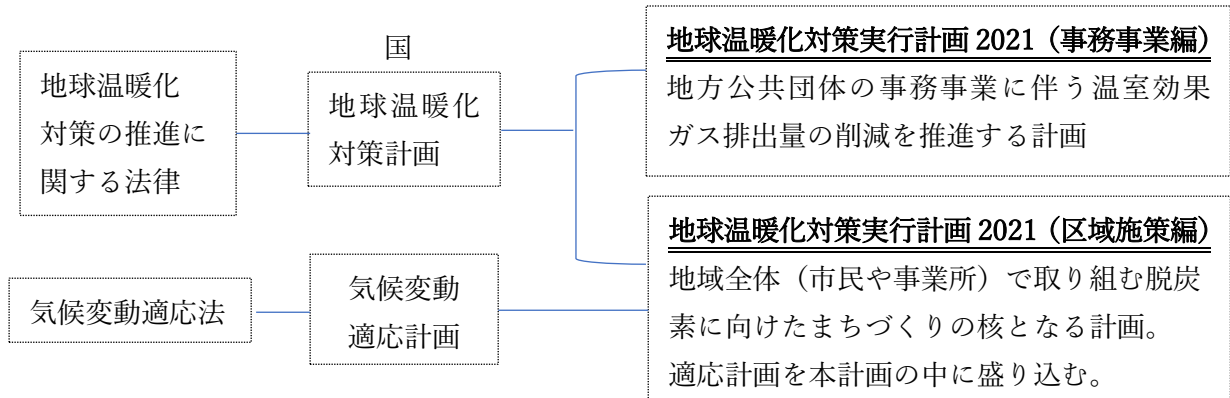 国
地球温暖化
対策の推進に
関する法律
地球温暖化
対策計画
地球温暖化対策実行計画 2021（事務事業編）
地方公共団体の事務事業に伴う温室効果
ガス排出量の削減を推進する計画
気候変動適応法
気候変動
適応計画
地球温暖化対策実行計画 2021（区域施策編）
地域全体（市民や事業所）で取り組む脱炭
素に向けたまちづくりの核となる計画。
適応計画を本計画の中に盛り込む。